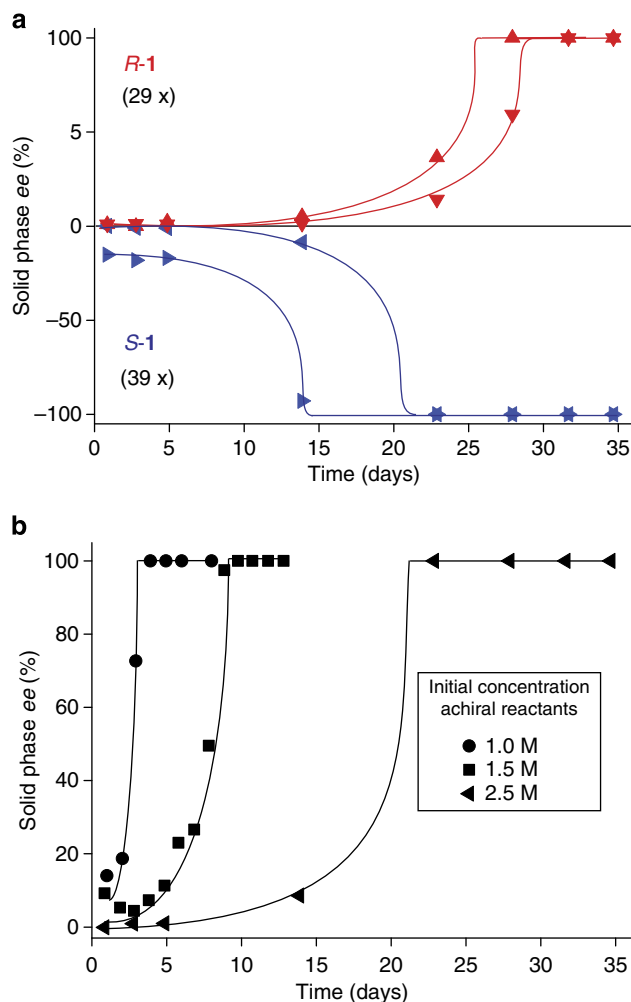 a
100
5
0
−50
−100
Solid phase ee (%)
R-1
(29 x)
S-1
(39 x)
0 5 10 15 20 25 30 35
Time (days)
b
100
80
60
40
20
0
Solid phase ee (%)
Initial concentration
achiral reactants
1.0 M
1.5 M
2.5 M
0 5 10 15 20 25 30 35
Time (days)